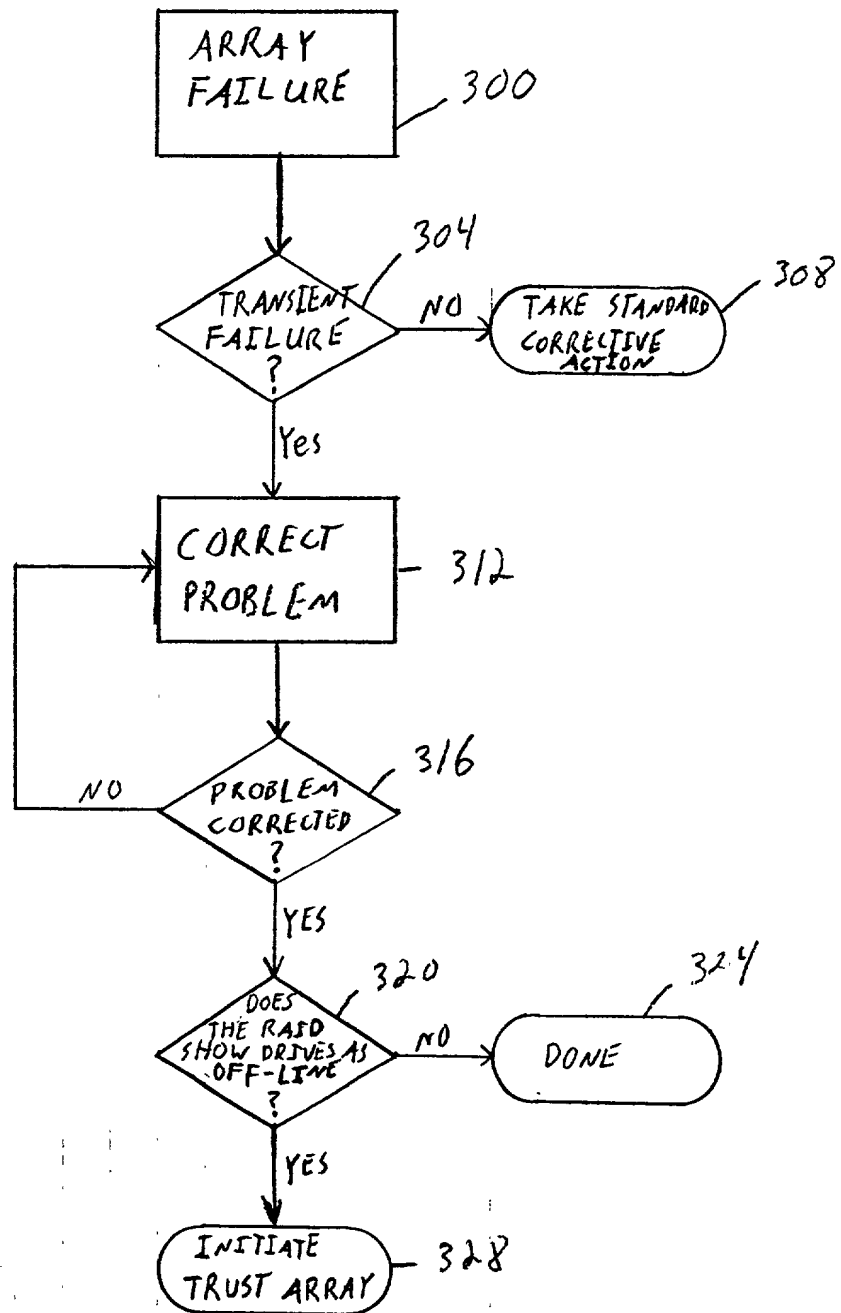 ARRAY
FAILURE
300
304
TRANSIENT
FAILURE
?
NO
308
TAKE STANDARD
CORRECTIVE
ACTION
Yes
CORRECT
PROBLEM
312
316
PROBLEM
CORRECTED
?
NO
YES
320
DOES
THE RAID
SHOW DRIVES AS
OFF-LINE
?
NO
324
DONE
YES
INITIATE
TRUST ARRAY
328